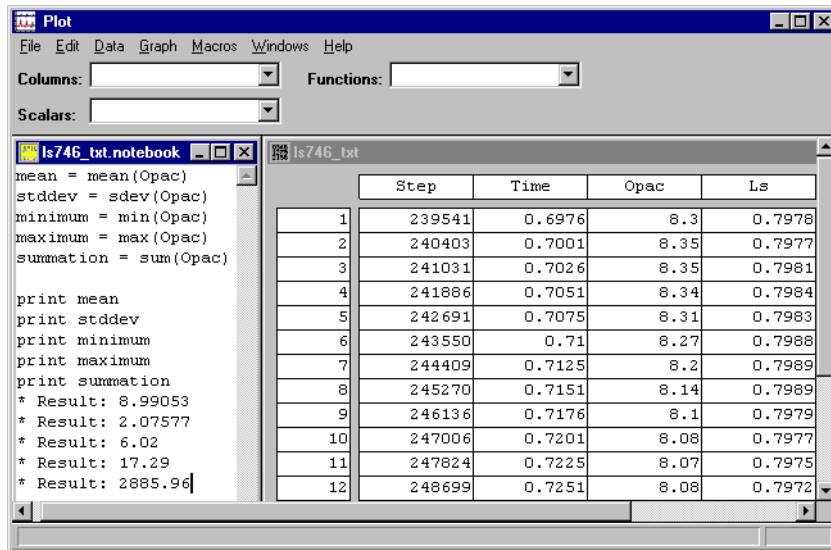 Plot
File Edit Data Graph Macros Windows Help
Columns: Functions:
Scalars:
ls746_txt.notebook
mean = mean(Opac)
stddev = sdev(Opac)
minimum = min(Opac)
maximum = max(Opac)
summation = sum(Opac)
print mean
print stddev
print minimum
print maximum
print summation
* Result: 8.99053
* Result: 2.07577
* Result: 6.02
* Result: 17.29
* Result: 2885.96
ls746_txt
Step Time Opac Ls
1 239541 0.6976 8.3 0.7978
2 240403 0.7001 8.35 0.7977
3 241031 0.7026 8.35 0.7981
4 241886 0.7051 8.34 0.7984
5 242691 0.7075 8.31 0.7983
6 243550 0.71 8.27 0.7988
7 244409 0.7125 8.2 0.7989
8 245270 0.7151 8.14 0.7989
9 246136 0.7176 8.1 0.7979
10 247006 0.7201 8.08 0.7977
11 247824 0.7225 8.07 0.7975
12 248699 0.7251 8.08 0.7972